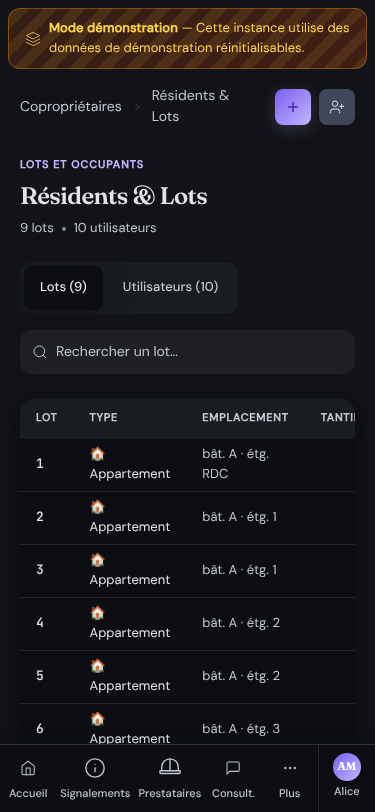 Mode démonstration — Cette instance utilise des
données de démonstration réinitialisables.
Copropriétaires
Résidents &
Lots
LOTS ET OCCUPANTS
Résidents & Lots
9 lots • 10 utilisateurs
Lots (9) Utilisateurs (10)
Rechercher un lot...
LOT TYPE EMPLACEMENT
1 Appartement bât. A · étg.
RDC
2 Appartement bât. A · étg. 1
3 Appartement bât. A · étg. 1
4 Appartement bât. A · étg. 2
5 Appartement bât. A · étg. 2
6 Appartement bât. A · étg. 3
AM
Accueil Signalements Prestataires Consult. Plus Alice